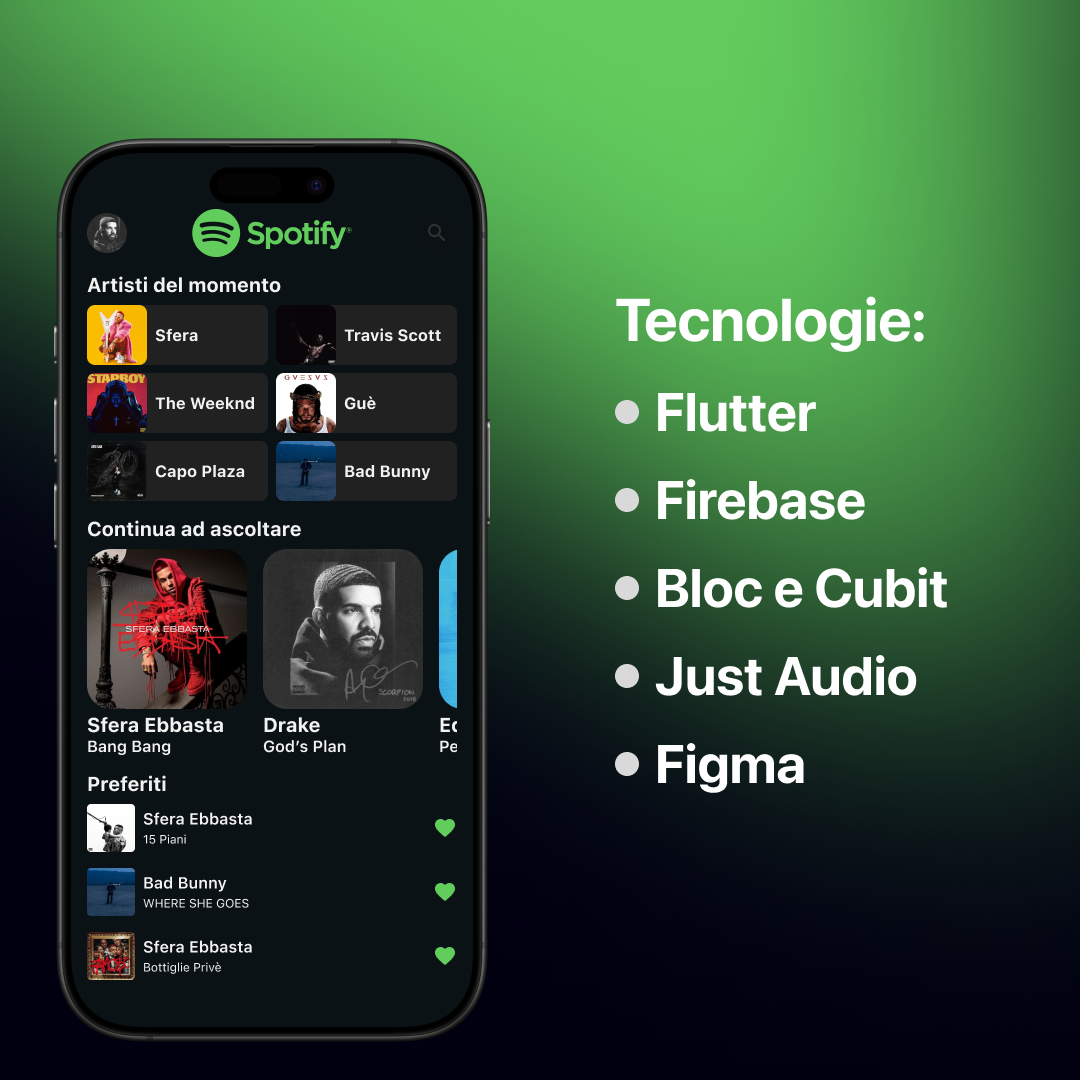 Spotify®
Artisti del momento
Sfera
Travis Scott
STARBOY
The Weeknd
GVESVS
Guè
Capo Plaza
Bad Bunny
Continua ad ascoltare
SFERA EBBASTA
SCORPION
Sfera Ebbasta
Bang Bang
Drake
God's Plan
Preferiti
Sfera Ebbasta
15 Piani
Bad Bunny
WHERE SHE GOES
Sfera Ebbasta
Bottiglie Privè
Tecnologie:
Flutter
Firebase
Bloc e Cubit
Just Audio
Figma